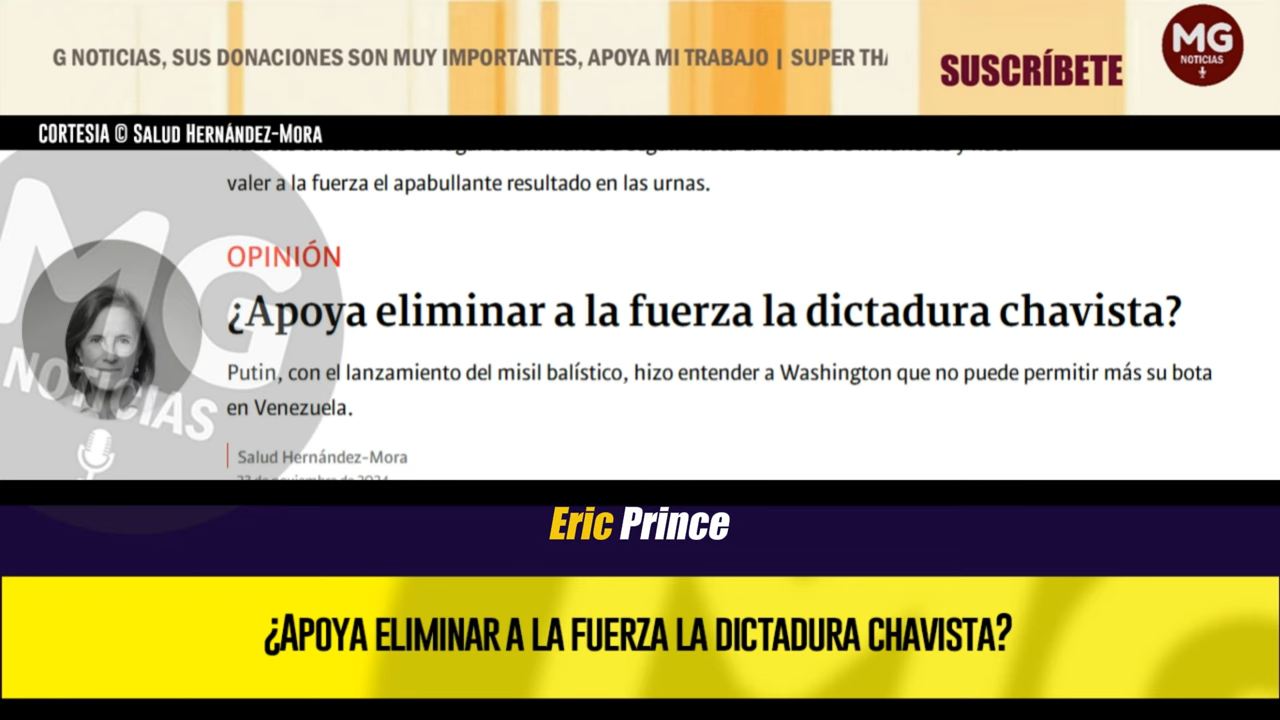 G NOTICIAS, SUS DONACIONES SON MUY IMPORTANTES, APOYA MI TRABAJO | SUPER
SUSCRÍBETE
MG
NOTICIAS
CORTESIA © SALUD HERNÁNDEZ-MORA
valer a la fuerza el apabullante resultado en las urnas.
OPINIÓN
¿Apoya eliminar a la fuerza la dictadura chavista?
Putin, con el lanzamiento del misil balístico, hizo entender a Washington que no puede permitir más su bota
en Venezuela.
MG
NOTICIAS
Salud Hernández-Mora
Eric Prince
¿APOYA ELIMINAR A LA FUERZA LA DICTADURA CHAVISTA?